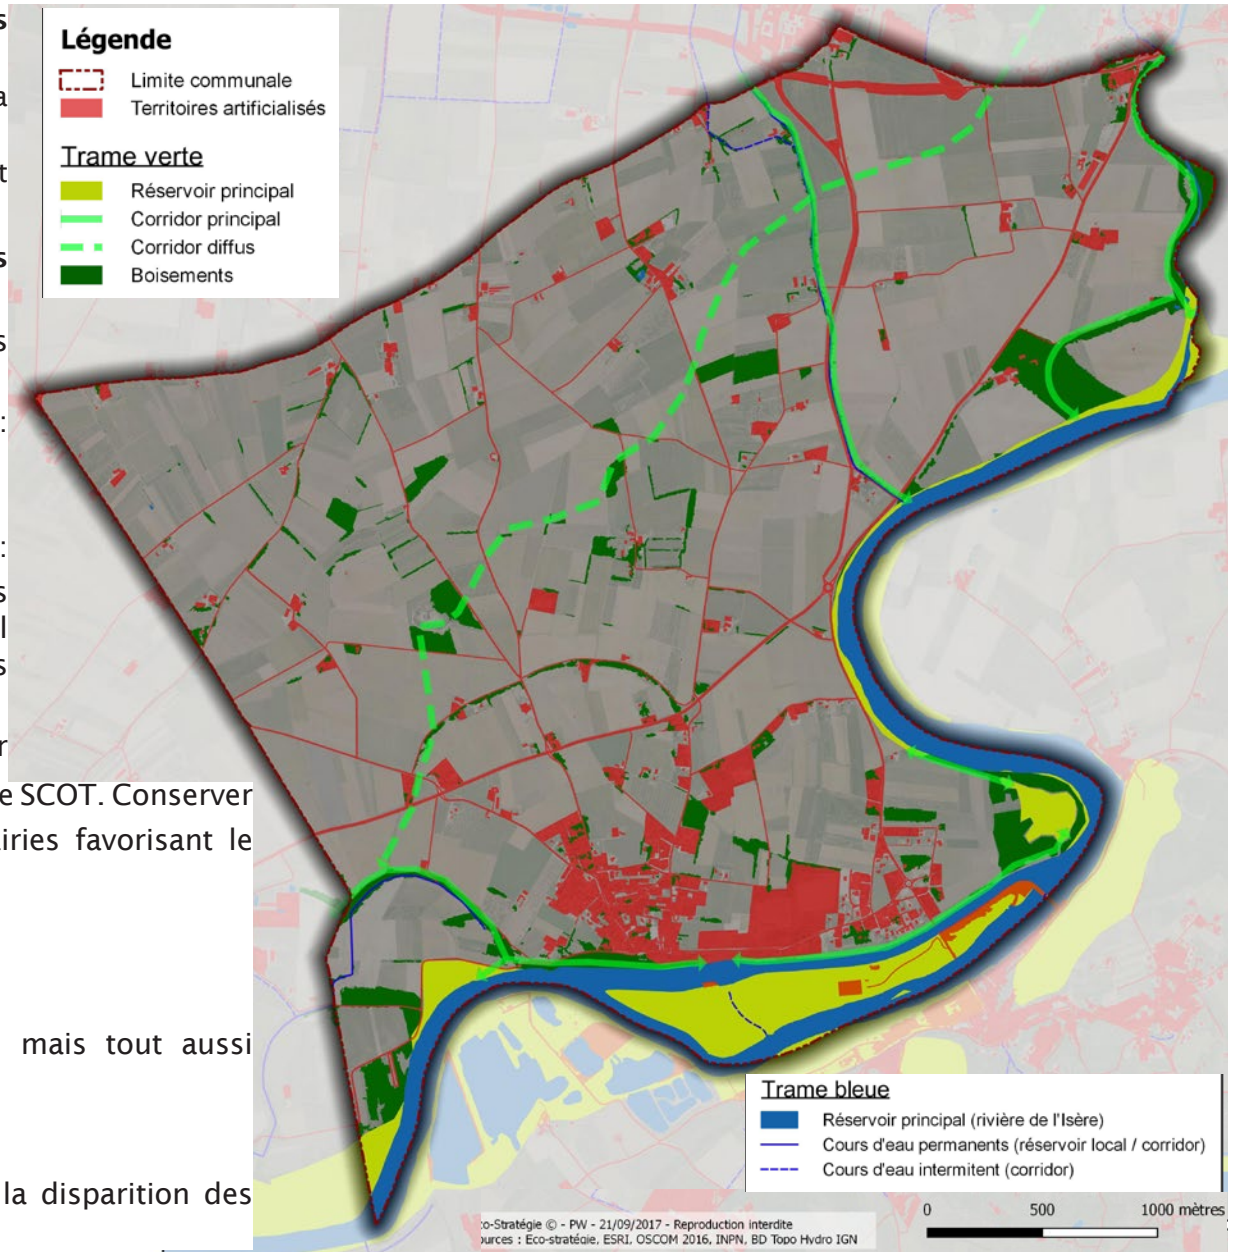 Légende
Limite communale
Territoires artificialisés
Trame verte
Réservoir principal
Corridor principal
Corridor diffus
Boisements
s
a
t
s
s
:
:
s
l
s
r
e SCOT. Conserver
iries favorisant le
mais tout aussi
la disparition des
Trame bleue
Réservoir principal (rivière de l'Isère)
Cours d'eau permanents (réservoir local / corridor)
Cours d'eau intermitent (corridor)
0 500 1000 mètres
co-Stratégie © - PW - 21/09/2017 - Reproduction interdite
ources : Eco-stratégie, ESRI, OSCOM 2016, INPN, BD Topo Hydro IGN